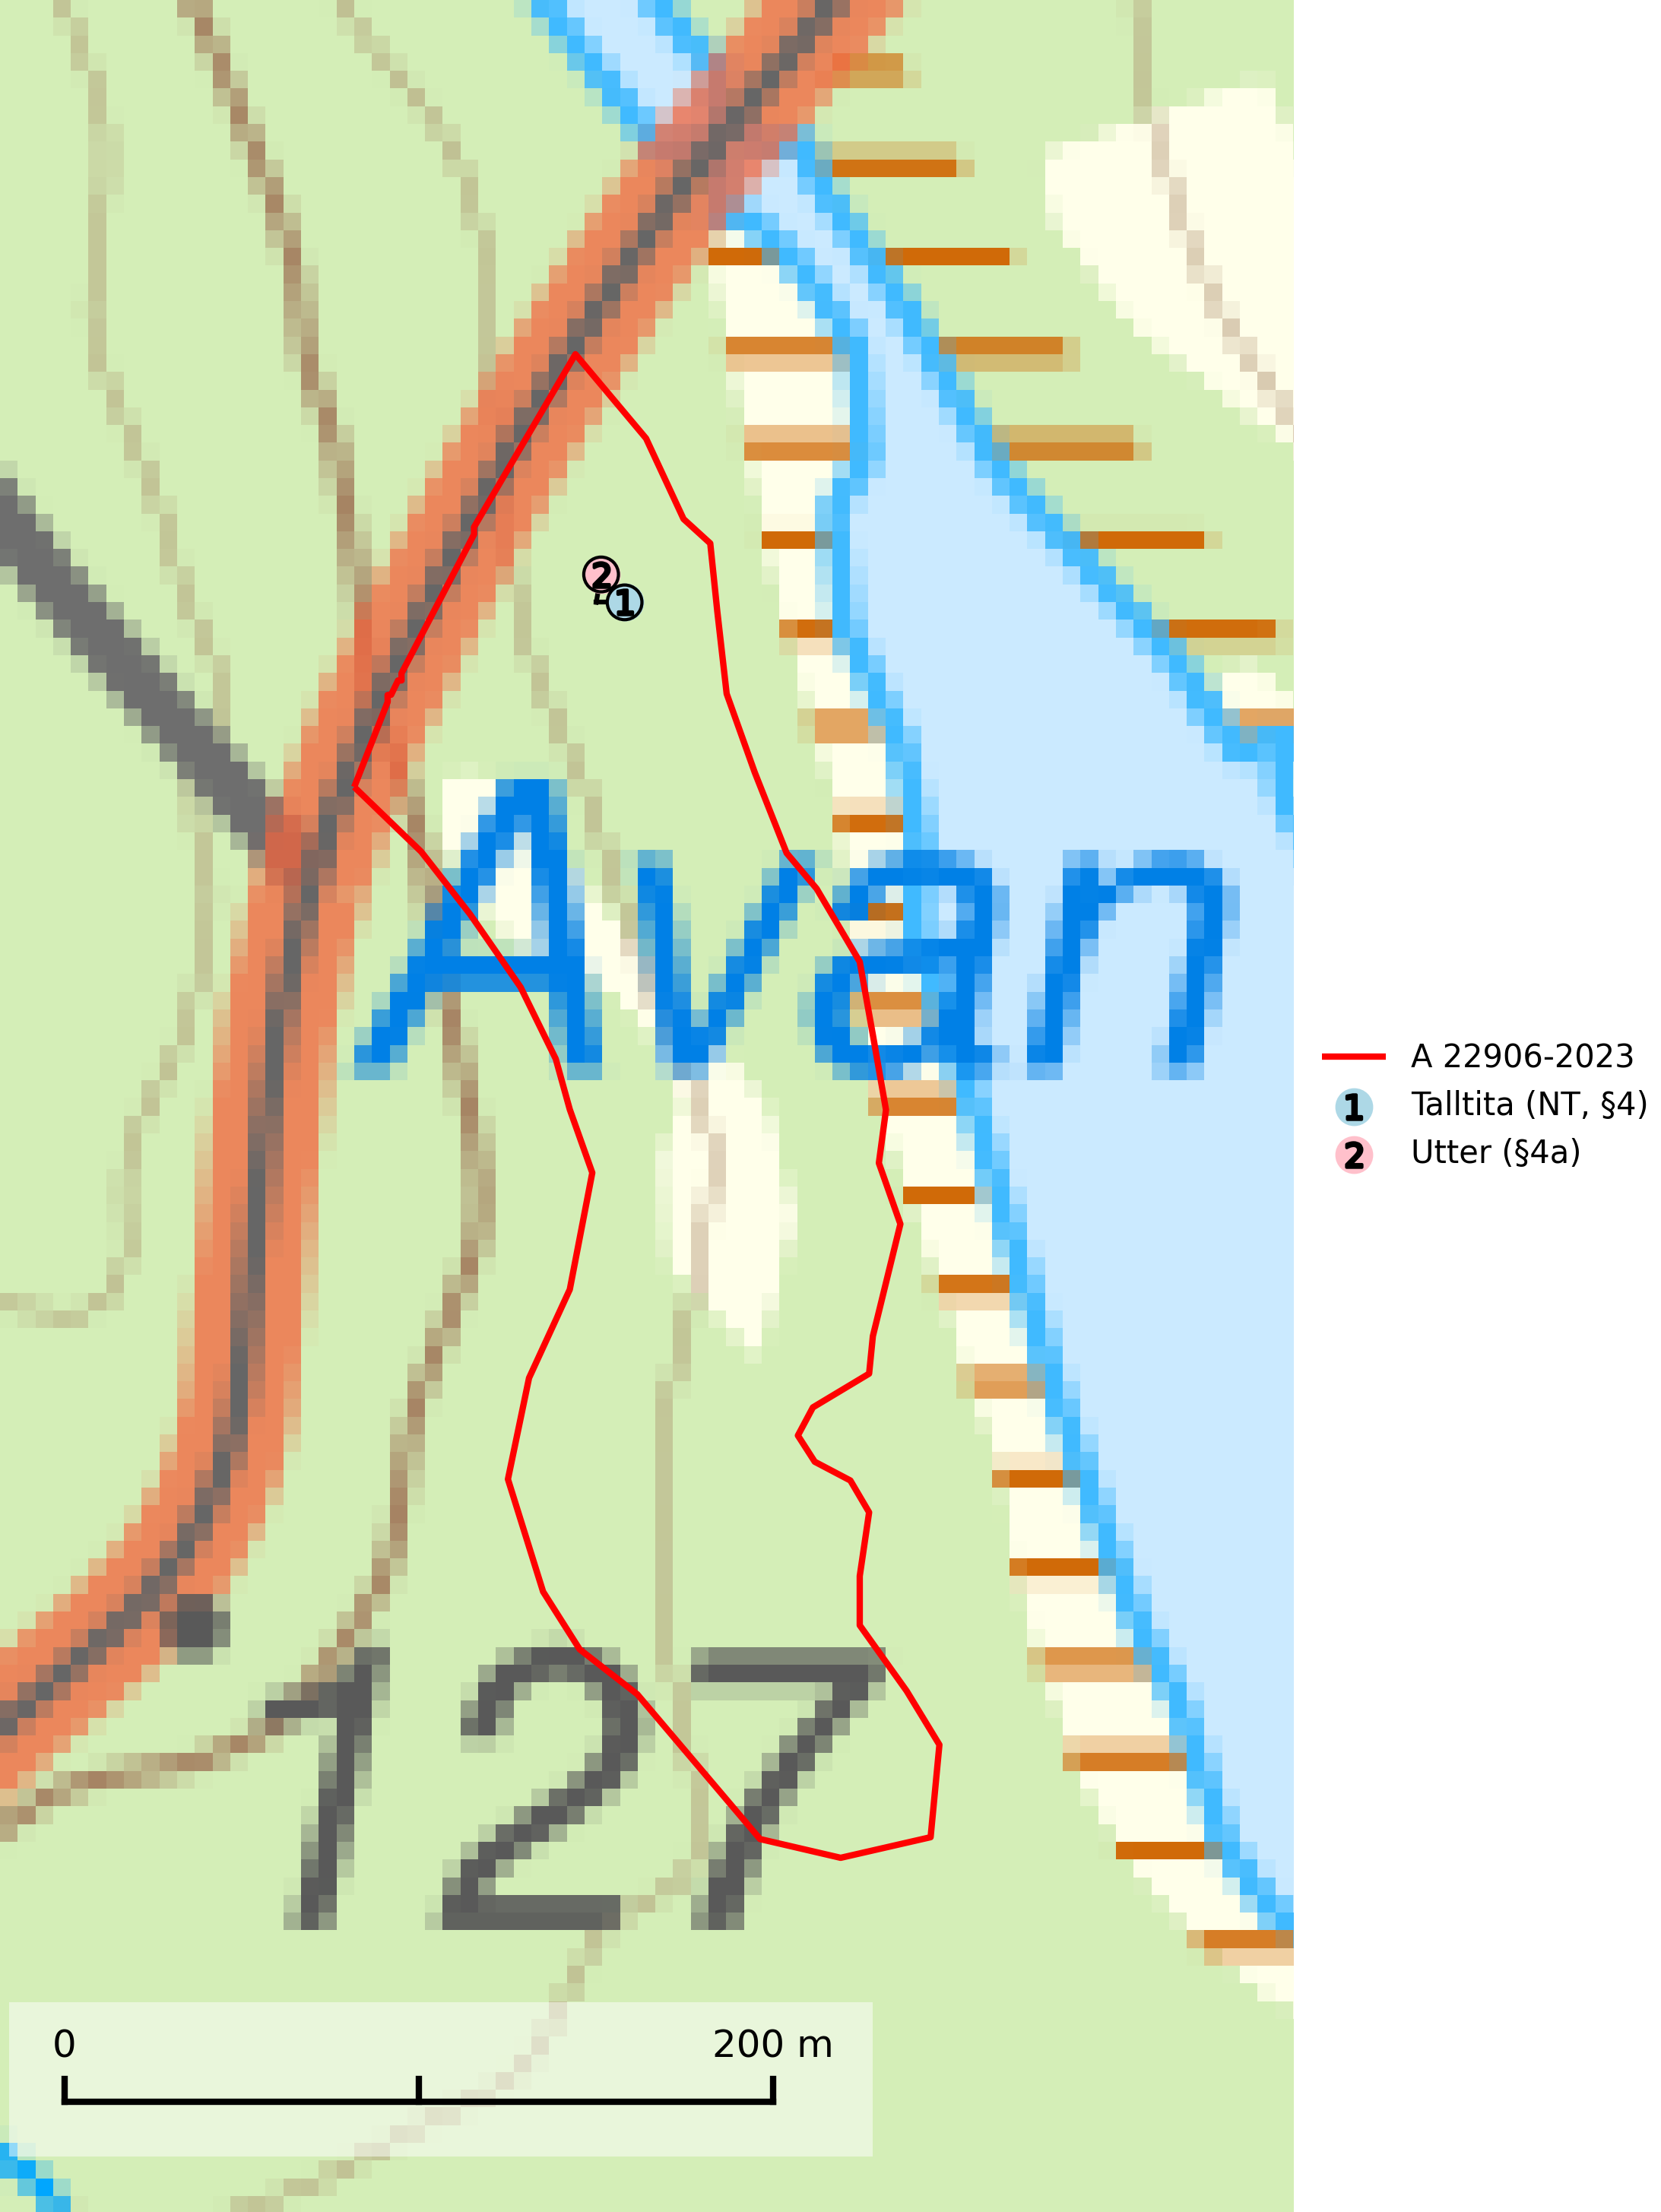 2
1
Avan
A 22906-2023
1 Talltita (NT, §4)
2 Utter (§4a)
127
0 200 m